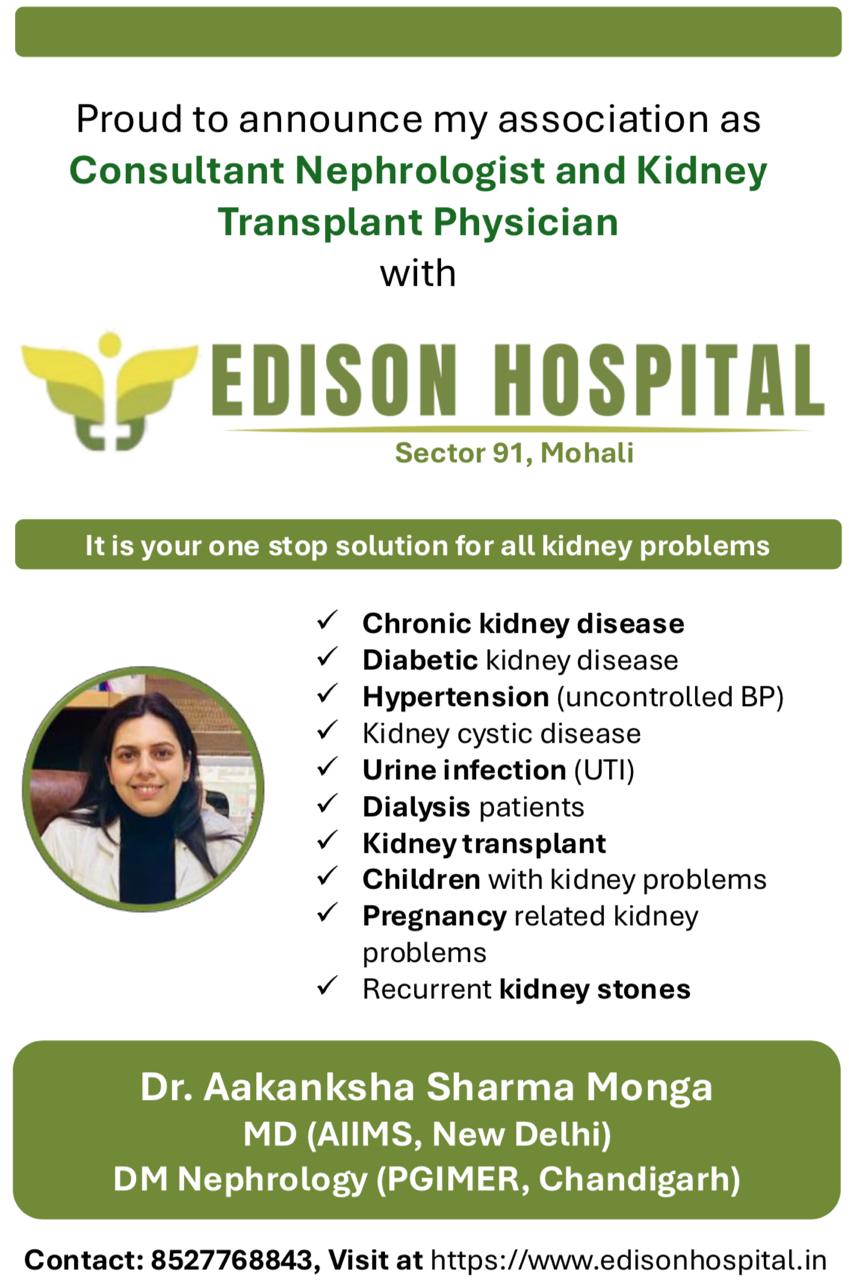 Proud to announce my association as
Consultant Nephrologist and Kidney
Transplant Physician
with
EDISON HOSPITAL
Sector 91, Mohali
It is your one stop solution for all kidney problems
✓ Chronic kidney disease
✓ Diabetic kidney disease
✓ Hypertension (uncontrolled BP)
✓ Kidney cystic disease
✓ Urine infection (UTI)
✓ Dialysis patients
✓ Kidney transplant
✓ Children with kidney problems
✓ Pregnancy related kidney
problems
✓ Recurrent kidney stones
Dr. Aakanksha Sharma Monga
MD (AIIMS, New Delhi)
DM Nephrology (PGIMER, Chandigarh)
Contact: 8527768843, Visit at https://www.edisonhospital.in